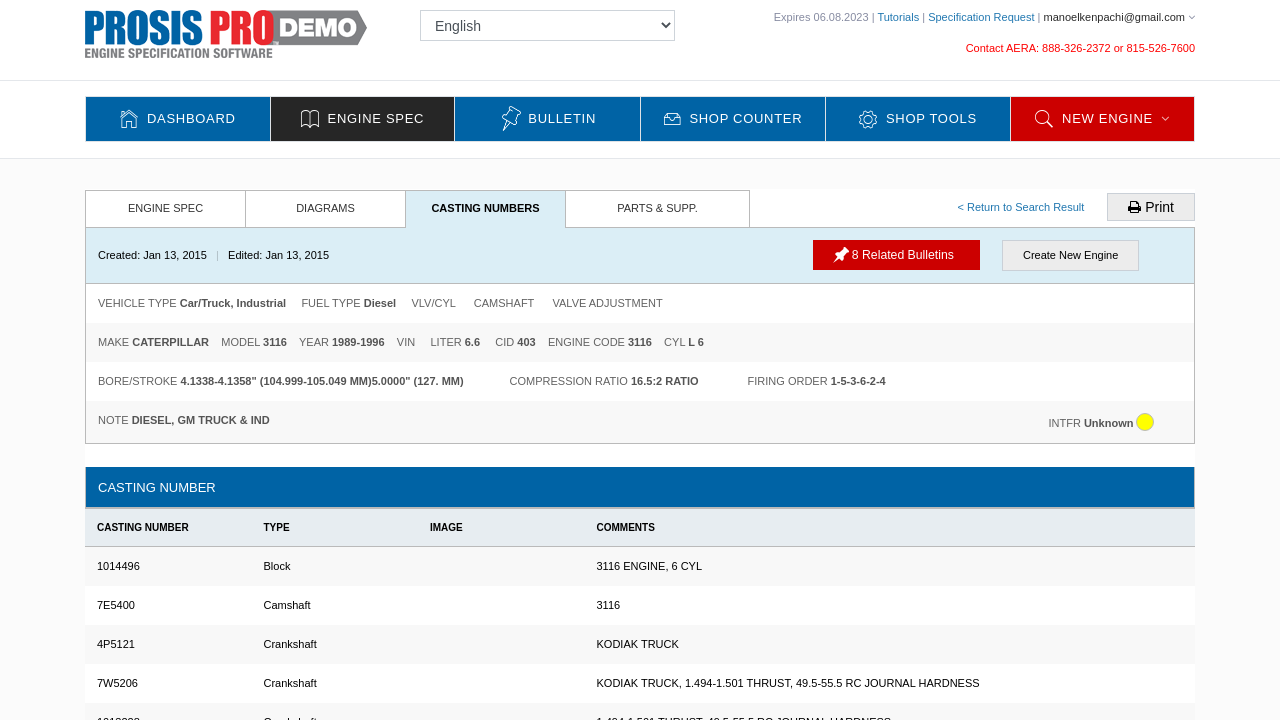 PROSIS PRO DEMO
ENGINE SPECIFICATION SOFTWARE
English
Expires 06.08.2023 | Tutorials | Specification Request | manoelkenpachi@gmail.com
Contact AERA: 888-326-2372 or 815-526-7600
DASHBOARD
ENGINE SPEC
BULLETIN
SHOP COUNTER
SHOP TOOLS
NEW ENGINE
ENGINE SPEC
DIAGRAMS
CASTING NUMBERS
PARTS & SUPP.
< Return to Search Result
Print
Created: Jan 13, 2015 | Edited: Jan 13, 2015
8 Related Bulletins
Create New Engine
VEHICLE TYPE Car/Truck, Industrial FUEL TYPE Diesel VLV/CYL CAMSHAFT VALVE ADJUSTMENT
MAKE CATERPILLAR MODEL 3116 YEAR 1989-1996 VIN LITER 6.6 CID 403 ENGINE CODE 3116 CYL L 6
BORE/STROKE 4.1338-4.1358" (104.999-105.049 MM)5.0000" (127. MM) COMPRESSION RATIO 16.5:2 RATIO FIRING ORDER 1-5-3-6-2-4
NOTE DIESEL, GM TRUCK & IND INTFR Unknown
CASTING NUMBER
CASTING NUMBER TYPE IMAGE COMMENTS
1014496 Block 3116 ENGINE, 6 CYL
7E5400 Camshaft 3116
4P5121 Crankshaft KODIAK TRUCK
7W5206 Crankshaft KODIAK TRUCK, 1.494-1.501 THRUST, 49.5-55.5 RC JOURNAL HARDNESS